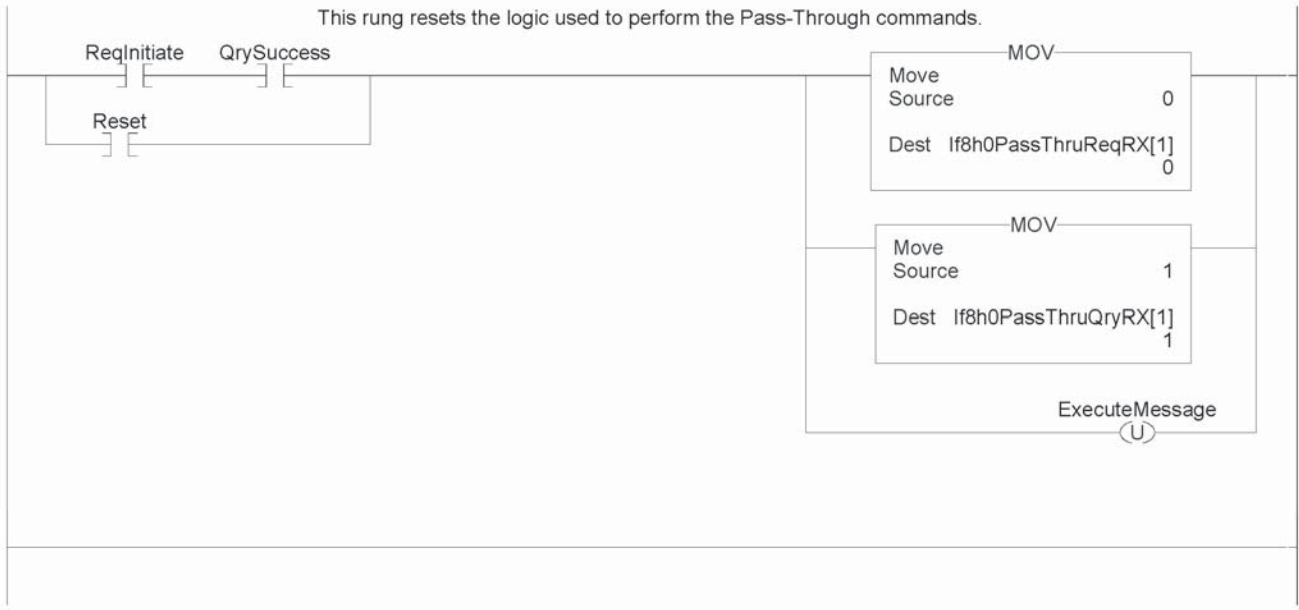 This rung resets the logic used to perform the Pass-Through commands.
ReqInitiate QrySuccess
Reset
MOV
Move
Source 0
Dest If8h0PassThruReqRX[1]
0
MOV
Move
Source 1
Dest If8h0PassThruQryRX[1]
1
ExecuteMessage
U